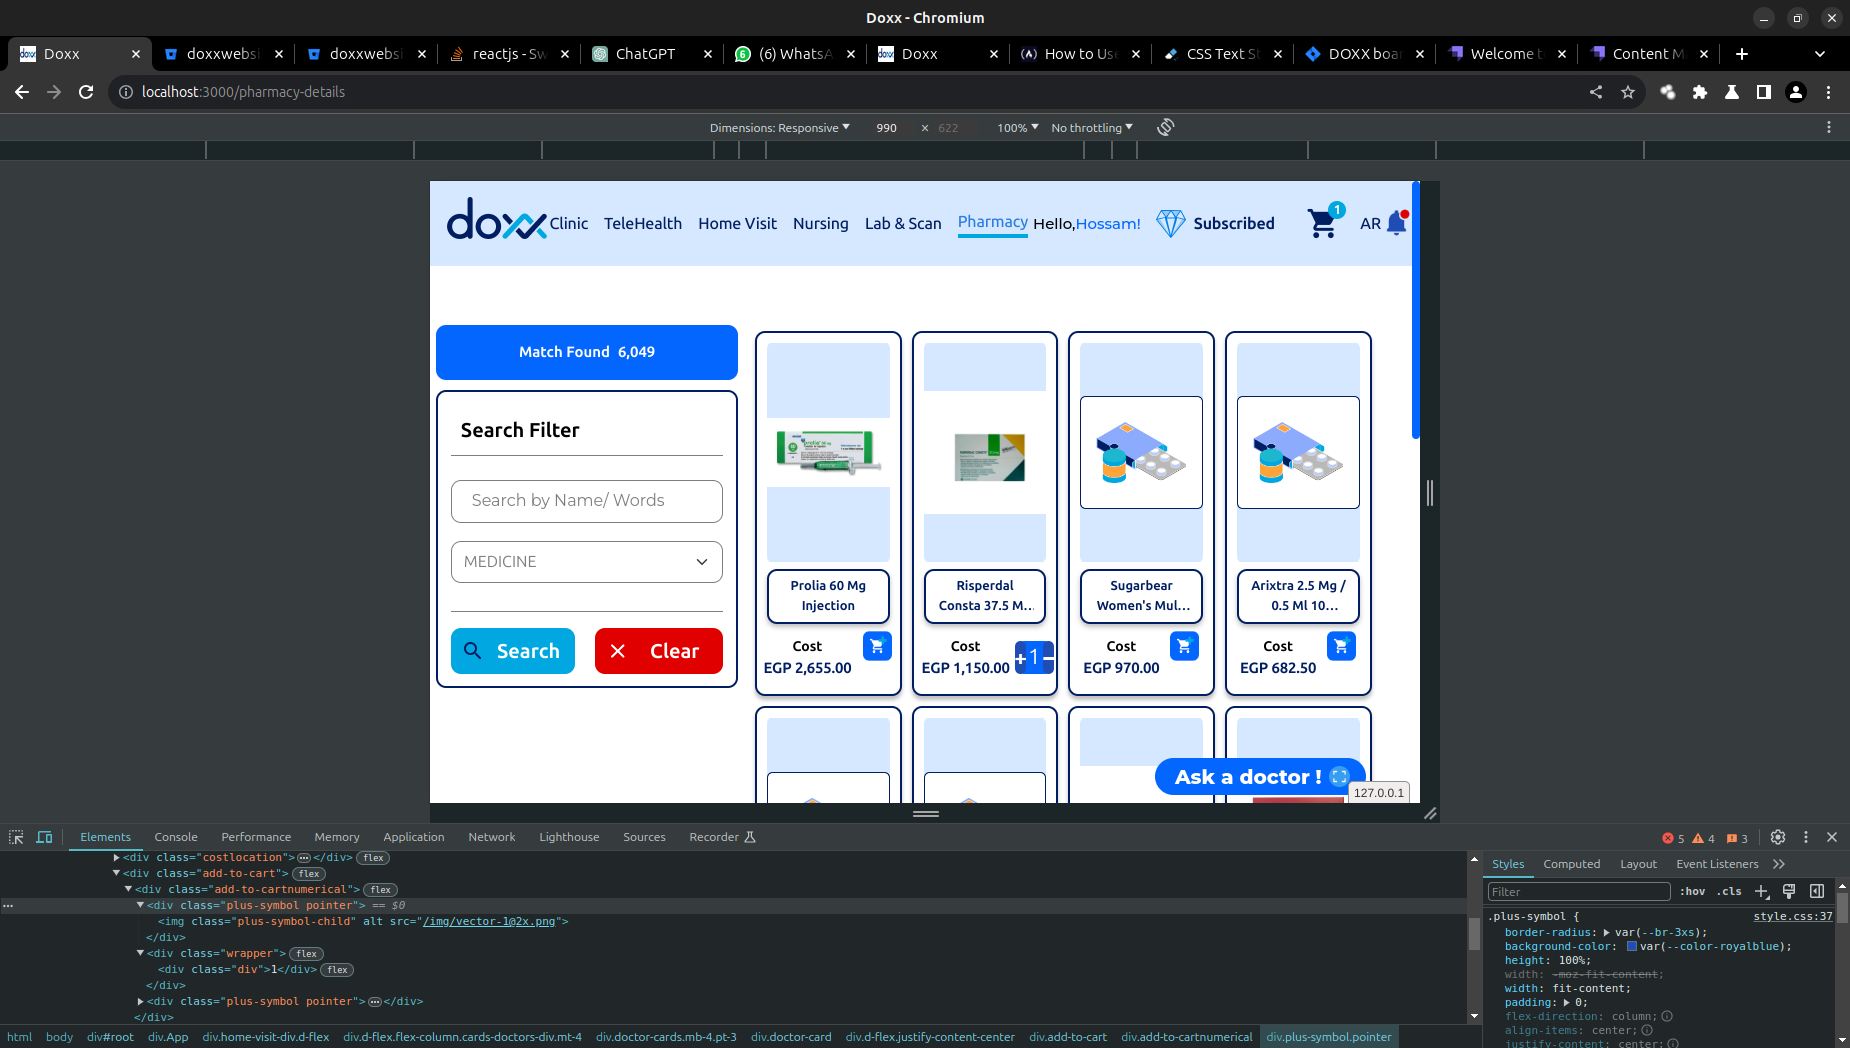 Doxx - Chromium
Doxx
doxxwebsi
doxxwebsi
reactjs - Sw
ChatGPT
(6) WhatsA
Doxx
How to Use
CSS Text St
DOXX boar
Welcome t
Content M
localhost:3000/pharmacy-details
Dimensions: Responsive 990 × 622 100% No throttling
doxx Clinic TeleHealth Home Visit Nursing Lab & Scan Pharmacy Hello,Hossam! Subscribed 1 AR
Match Found 6,049
Search Filter
Search by Name/ Words
MEDICINE
Search Clear
Prolia 60 Mg
Injection
Cost
EGP 2,655.00
Risperdal
Consta 37.5 M...
Cost
EGP 1,150.00
+1−
Sugarbear
Women's Mul...
Cost
EGP 970.00
Arixtra 2.5 Mg /
0.5 Ml 10...
Cost
EGP 682.50
Ask a doctor !
127.0.0.1
Elements Console Performance Memory Application Network Lighthouse Sources Recorder 5 4 3
<div class="costlocation"></div> flex
<div class="add-to-cart"> flex
<div class="add-to-cartnumerical"> flex
<div class="plus-symbol pointer"> == $0
<img class="plus-symbol-child" alt src="/img/vector-1@2x.png">
</div>
<div class="wrapper"> flex
<div class="div">1</div> flex
</div>
<div class="plus-symbol pointer"></div>
</div>
html body div#root div.App div.home-visit-div.d-flex div.d-flex.flex-column.cards-doctors-div.mt-4 div.doctor-cards.mb-4.pt-3 div.doctor-card div.d-flex.justify-content-center div.add-to-cart div.add-to-cartnumerical div.plus-symbol.pointer
Styles Computed Layout Event Listeners
Filter :hov .cls
.plus-symbol { style.css:37
border-radius: var(--br-3xs);
background-color: var(--color-royalblue);
height: 100%;
width: -moz-fit-content;
width: fit-content;
padding: 0;
flex-direction: column;
align-items: center;
justify-content: center;